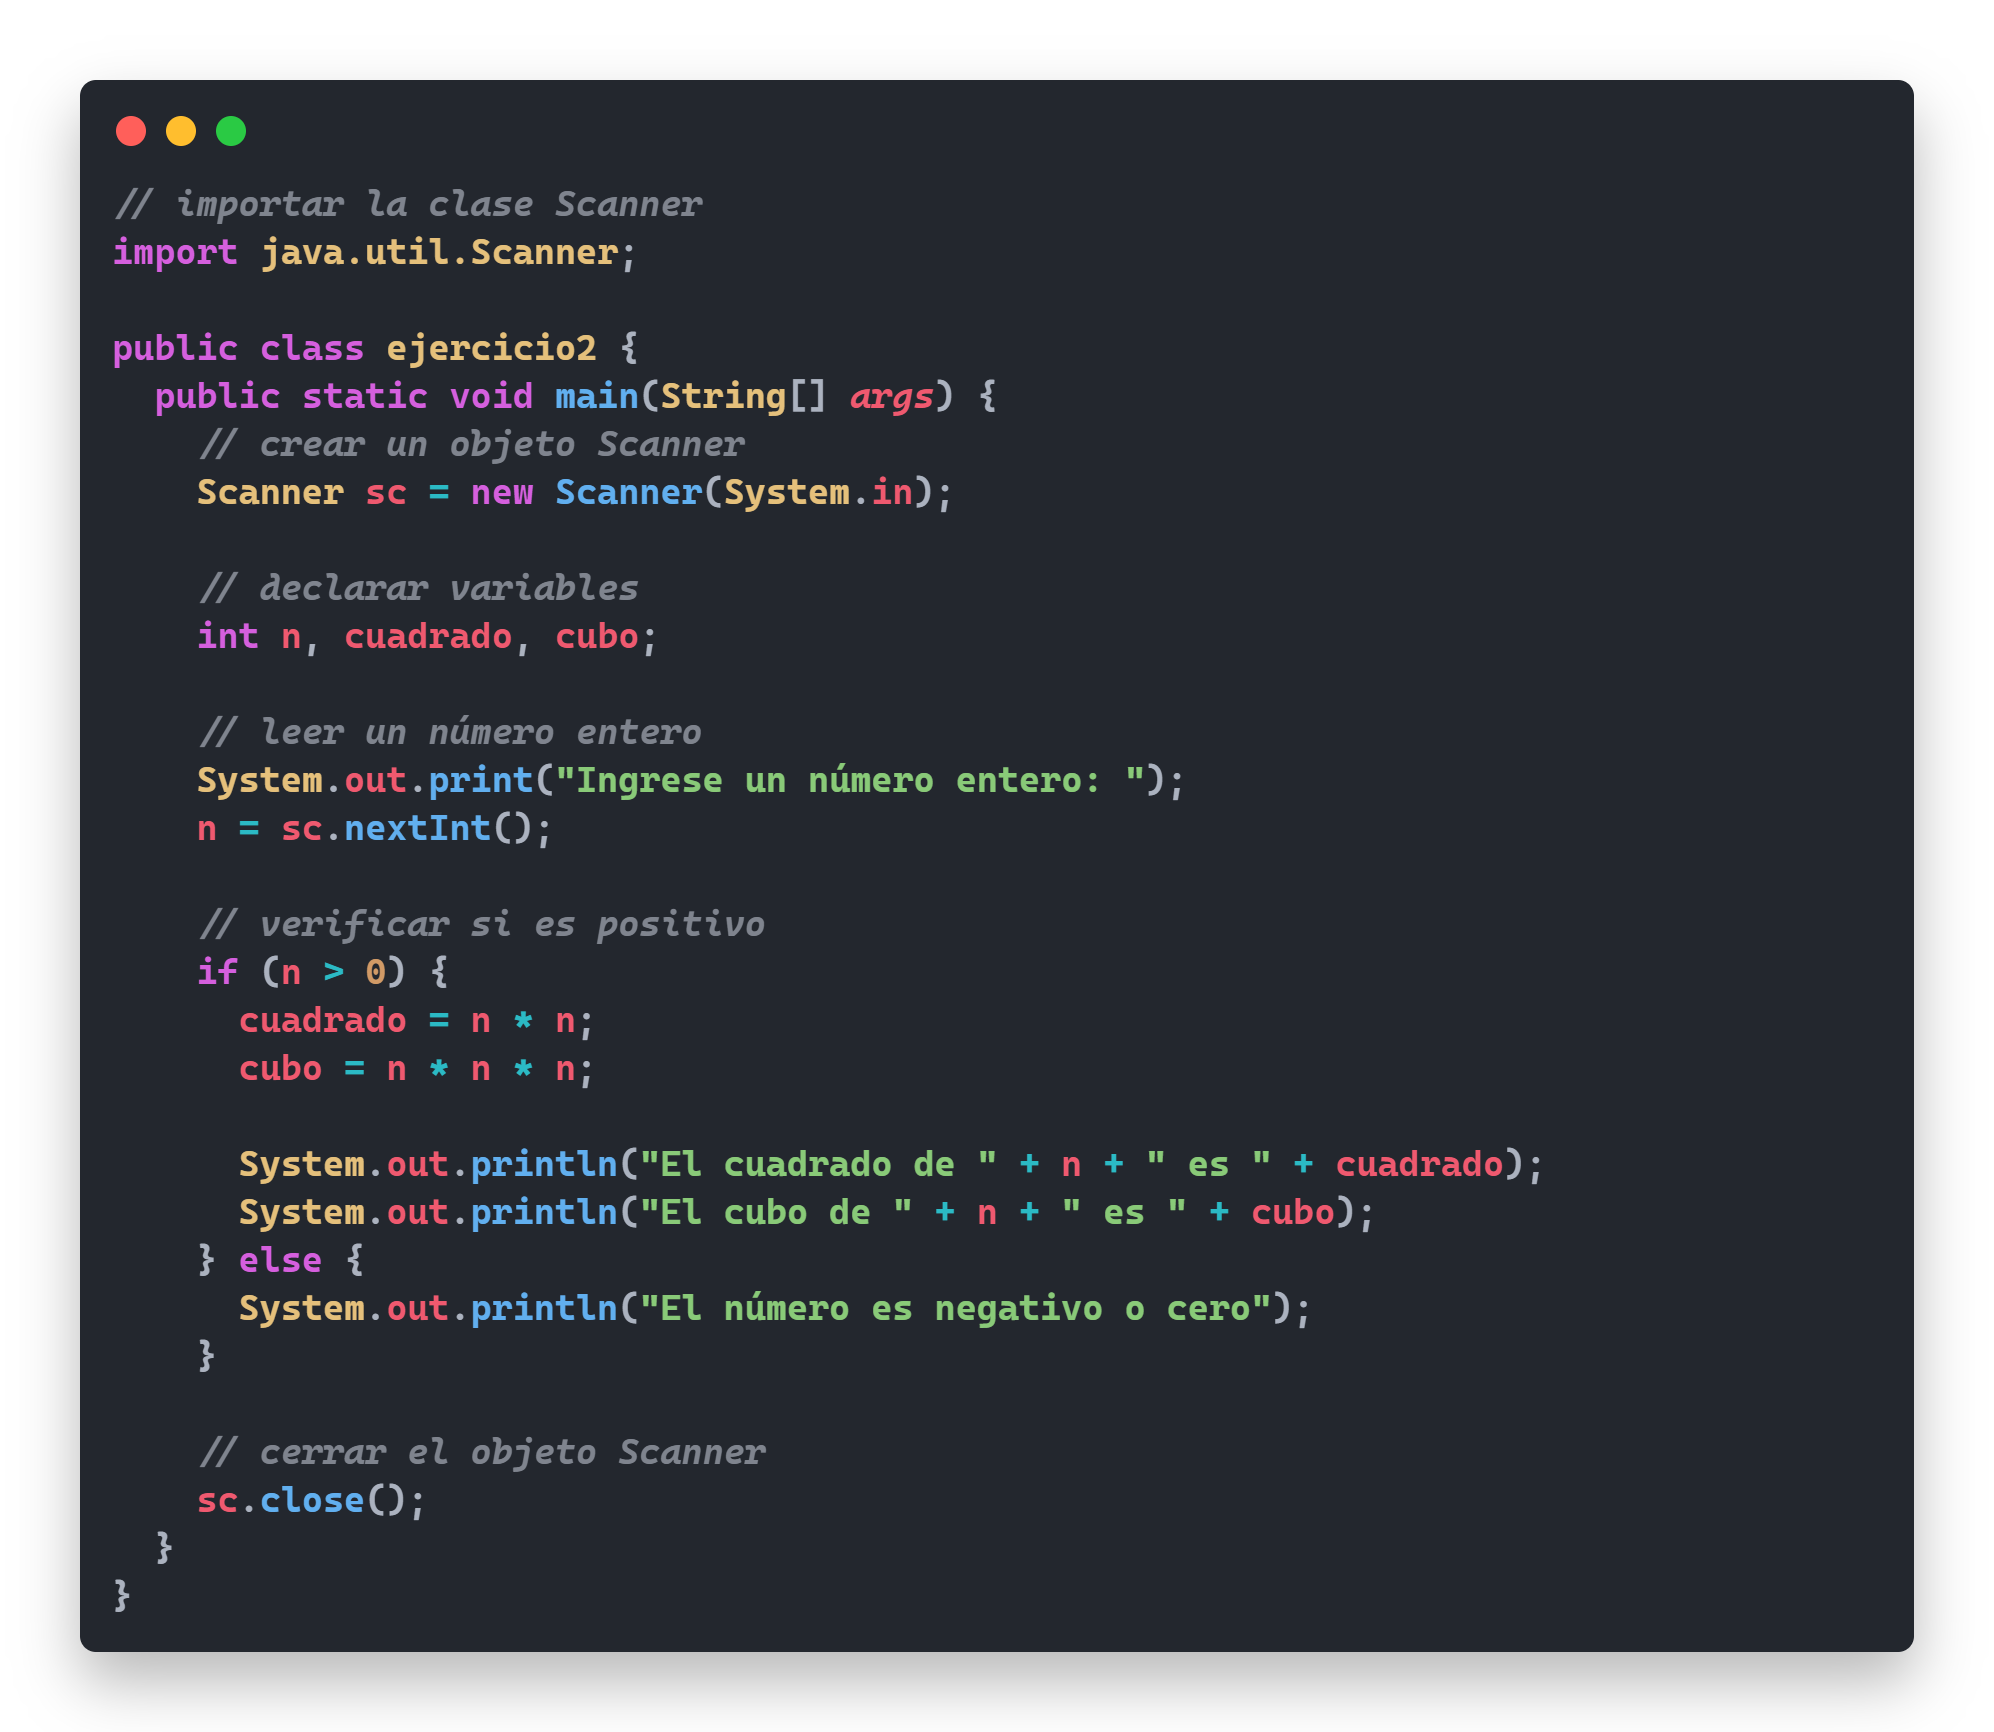 // importar la clase Scanner
import java.util.Scanner;
public class ejercicio2 {
public static void main(String[] args) {
// crear un objeto Scanner
Scanner sc = new Scanner(System.in);
// declarar variables
int n, cuadrado, cubo;
// leer un número entero
System.out.print("Ingrese un número entero: ");
n = sc.nextInt();
// verificar si es positivo
if (n > 0) {
cuadrado = n * n;
cubo = n * n * n;
System.out.println("El cuadrado de " + n + " es " + cuadrado);
System.out.println("El cubo de " + n + " es " + cubo);
} else {
System.out.println("El número es negativo o cero");
}
// cerrar el objeto Scanner
sc.close();
}
}